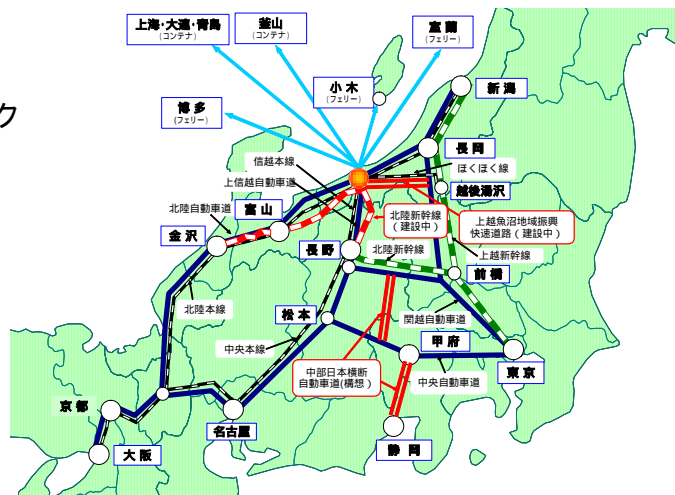 上海・大連・青島
(コンテナ)
釜山
(コンテナ)
室蘭
(フェリー)
小木
(フェリー)
博多
(フェリー)
ク
新潟
長岡
信越本線
ほくほく線
上信越自動車道
越後湯沢
北陸自動車道
富山
北陸新幹線
(建設中)
上越魚沼地域振興
快速道路(建設中)
金沢
長野
北陸新幹線
上越新幹線
前橋
北陸本線
松本
関越自動車道
中央本線
甲府
東京
中部日本横断
自動車道(構想)
中央自動車道
京都
名古屋
大阪
静岡